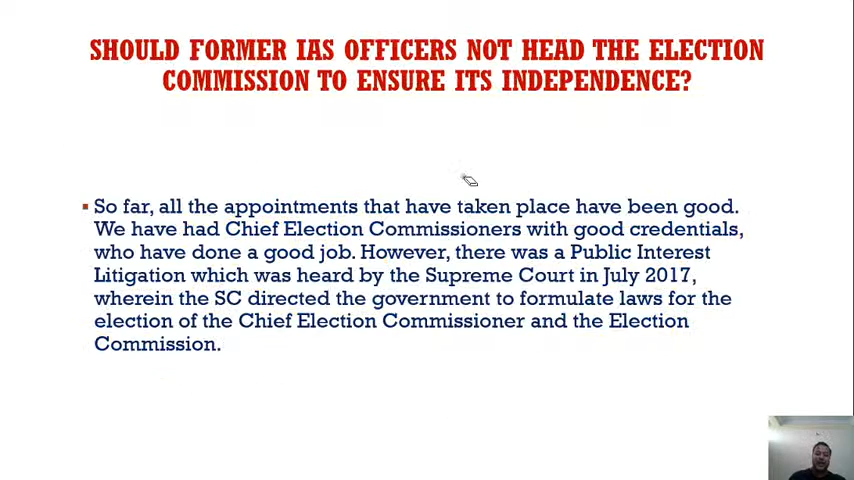 SHOULD FORMER IAS OFFICERS NOT HEAD THE ELECTION
COMMISSION TO ENSURE ITS INDEPENDENCE?
▪ So far, all the appointments that have taken place have been good.
We have had Chief Election Commissioners with good credentials,
who have done a good job. However, there was a Public Interest
Litigation which was heard by the Supreme Court in July 2017,
wherein the SC directed the government to formulate laws for the
election of the Chief Election Commissioner and the Election
Commission.